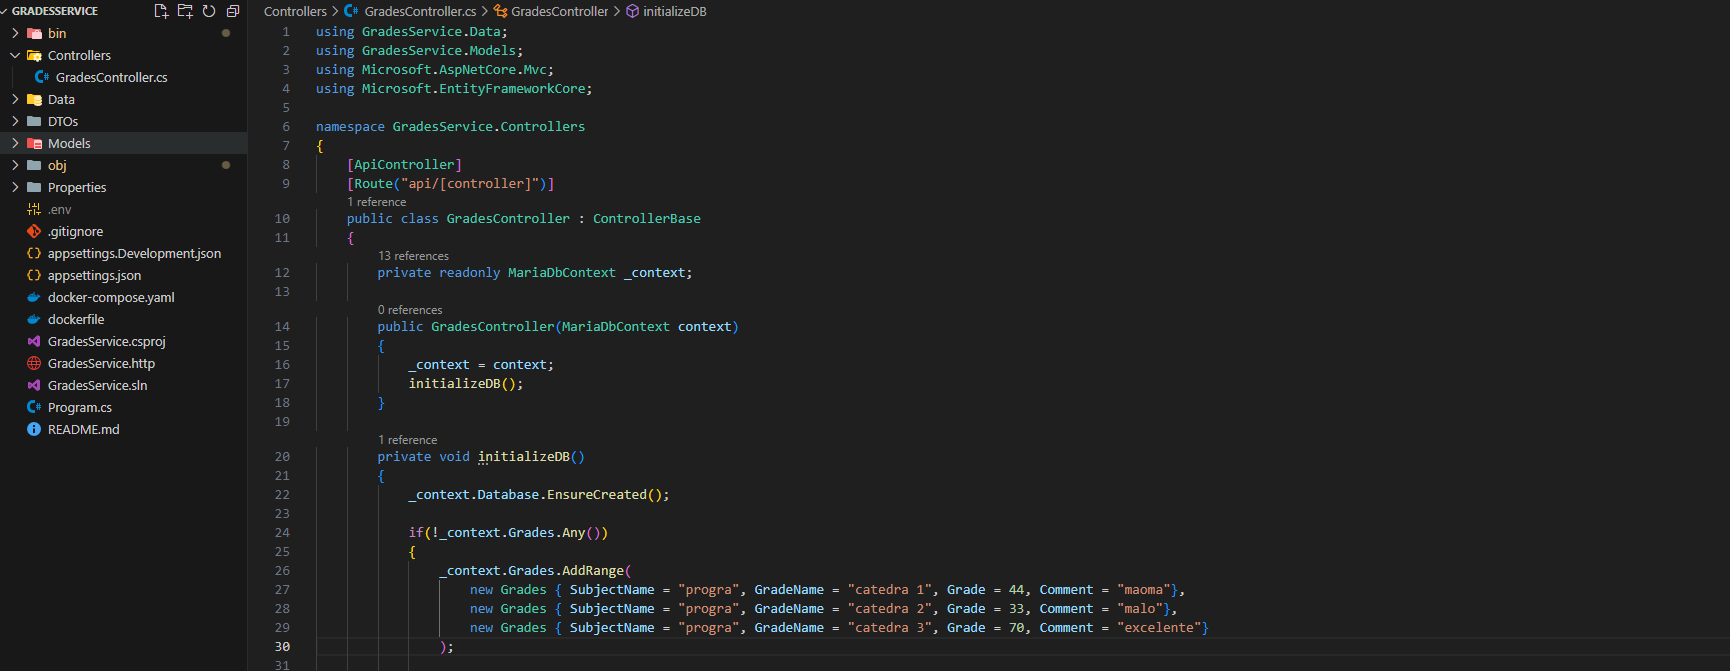 GRADESSERVICE
bin
Controllers
GradesController.cs
Data
DTOs
Models
obj
Properties
.env
.gitignore
appsettings.Development.json
appsettings.json
docker-compose.yaml
dockerfile
GradesService.csproj
GradesService.http
GradesService.sln
Program.cs
README.md
Controllers > GradesController.cs > GradesController > initializeDB
1 using GradesService.Data;
2 using GradesService.Models;
3 using Microsoft.AspNetCore.Mvc;
4 using Microsoft.EntityFrameworkCore;
5
6 namespace GradesService.Controllers
7 {
8 [ApiController]
9 [Route("api/[controller]")]
1 reference
10 public class GradesController : ControllerBase
11 {
13 references
12 private readonly MariaDbContext _context;
13
0 references
14 public GradesController(MariaDbContext context)
15 {
16 _context = context;
17 initializeDB();
18 }
19
1 reference
20 private void initializeDB()
21 {
22 _context.Database.EnsureCreated();
23
24 if(!_context.Grades.Any())
25 {
26 _context.Grades.AddRange(
27 new Grades { SubjectName = "progra", GradeName = "catedra 1", Grade = 44, Comment = "maoma"},
28 new Grades { SubjectName = "progra", GradeName = "catedra 2", Grade = 33, Comment = "malo"},
29 new Grades { SubjectName = "progra", GradeName = "catedra 3", Grade = 70, Comment = "excelente"}
30 );
31